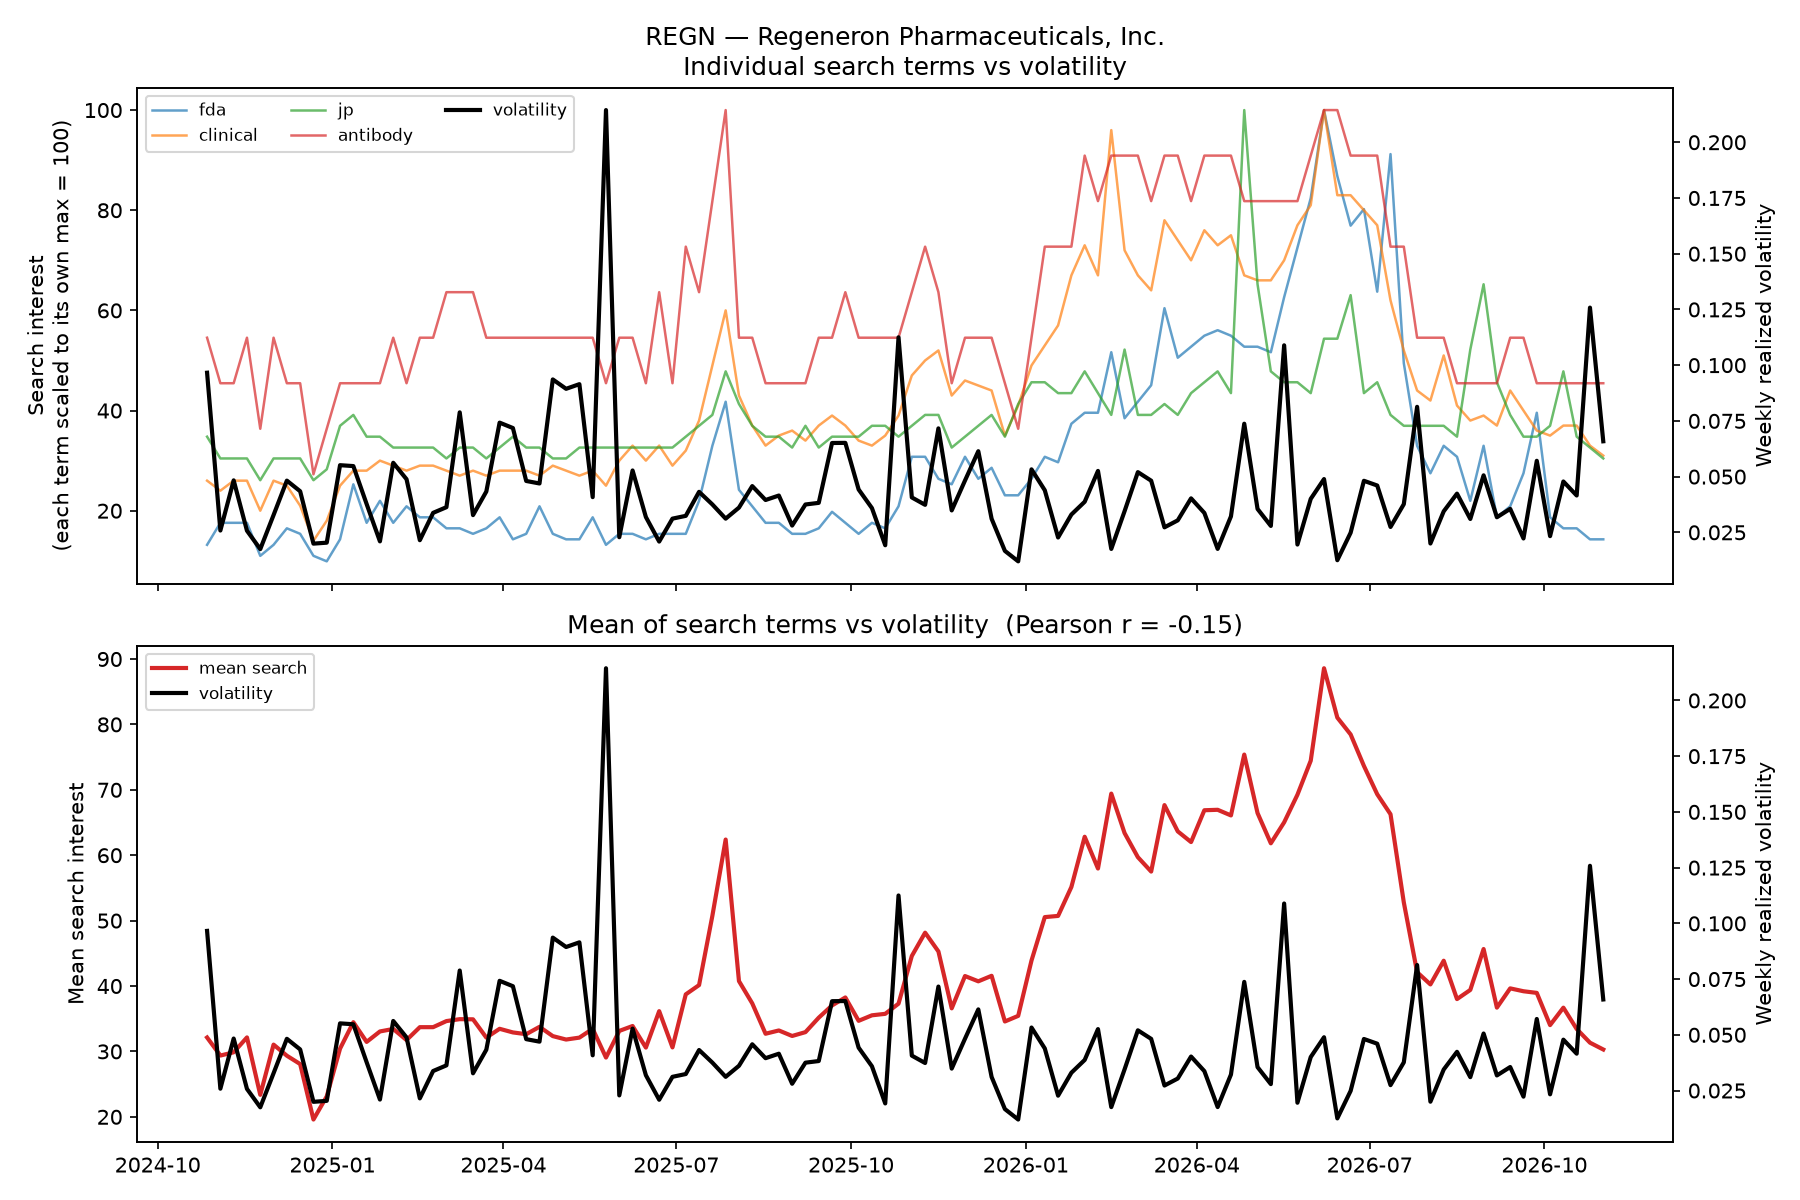 REGN — Regeneron Pharmaceuticals, Inc.
Individual search terms vs volatility
fda
clinical
jp
antibody
volatility
100
80
60
40
20
Search interest
(each term scaled to its own max = 100)
0.200
0.175
0.150
0.125
0.100
0.075
0.050
0.025
Weekly realized volatility
Mean of search terms vs volatility (Pearson r = -0.15)
mean search
volatility
90
80
70
60
50
40
30
20
Mean search interest
0.200
0.175
0.150
0.125
0.100
0.075
0.050
0.025
Weekly realized volatility
2024-10
2025-01
2025-04
2025-07
2025-10
2026-01
2026-04
2026-07
2026-10